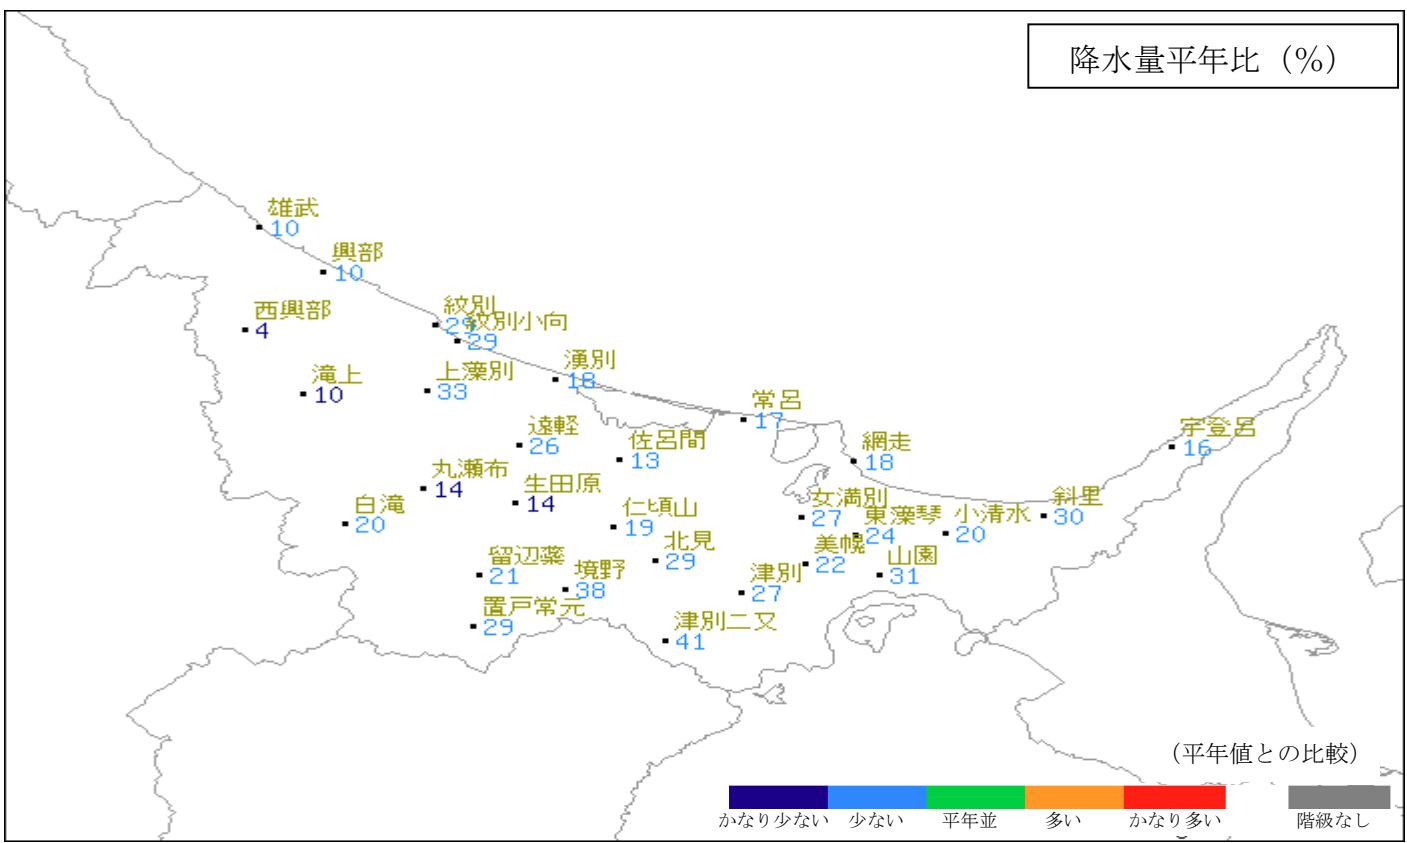 降水量平年比（%）
雄武
10
興部
10
西興部
4
紋別
29
紋別小向
29
湧別
18
滝上
10
上藻別
33
常呂
17
遠軽
26
佐呂間
13
網走
18
宇登呂
16
丸瀬布
14
生田原
14
白滝
20
仁頃山
19
女満別
27
東藻琴
24
小清水
20
斜里
30
北見
29
美幌
22
山園
31
留辺蘂
21
境野
38
津別
27
置戸常元
29
津別二又
41
（平年値との比較）
かなり少ない 少ない 平年並 多い かなり多い 階級なし